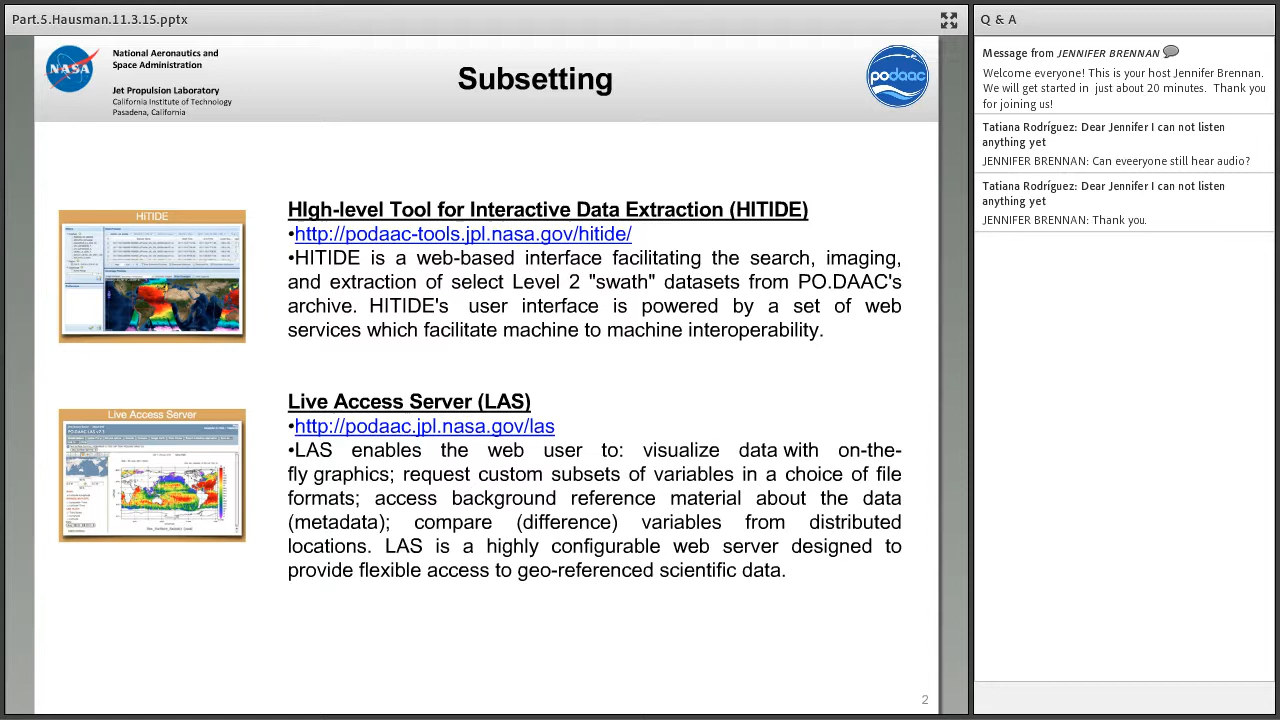 Part.5.Hausman.11.3.15.pptx
NASA
National Aeronautics and
Space Administration
Jet Propulsion Laboratory
California Institute of Technology
Pasadena, California
Subsetting
podaac
HITIDE
HIgh-level Tool for Interactive Data Extraction (HITIDE)
•http://podaac-tools.jpl.nasa.gov/hitide/
•HITIDE is a web-based interface facilitating the search, imaging,
and extraction of select Level 2 "swath" datasets from PO.DAAC's
archive. HITIDE's user interface is powered by a set of web
services which facilitate machine to machine interoperability.
Live Access Server
Live Access Server (LAS)
•http://podaac.jpl.nasa.gov/las
•LAS enables the web user to: visualize data with on-the-
fly graphics; request custom subsets of variables in a choice of file
formats; access background reference material about the data
(metadata); compare (difference) variables from distributed
locations. LAS is a highly configurable web server designed to
provide flexible access to geo-referenced scientific data.
2
Q & A
Message from JENNIFER BRENNAN
Welcome everyone! This is your host Jennifer Brennan.
We will get started in just about 20 minutes. Thank you
for joining us!
Tatiana Rodríguez: Dear Jennifer I can not listen
anything yet
JENNIFER BRENNAN: Can eveeryone still hear audio?
Tatiana Rodríguez: Dear Jennifer I can not listen
anything yet
JENNIFER BRENNAN: Thank you.